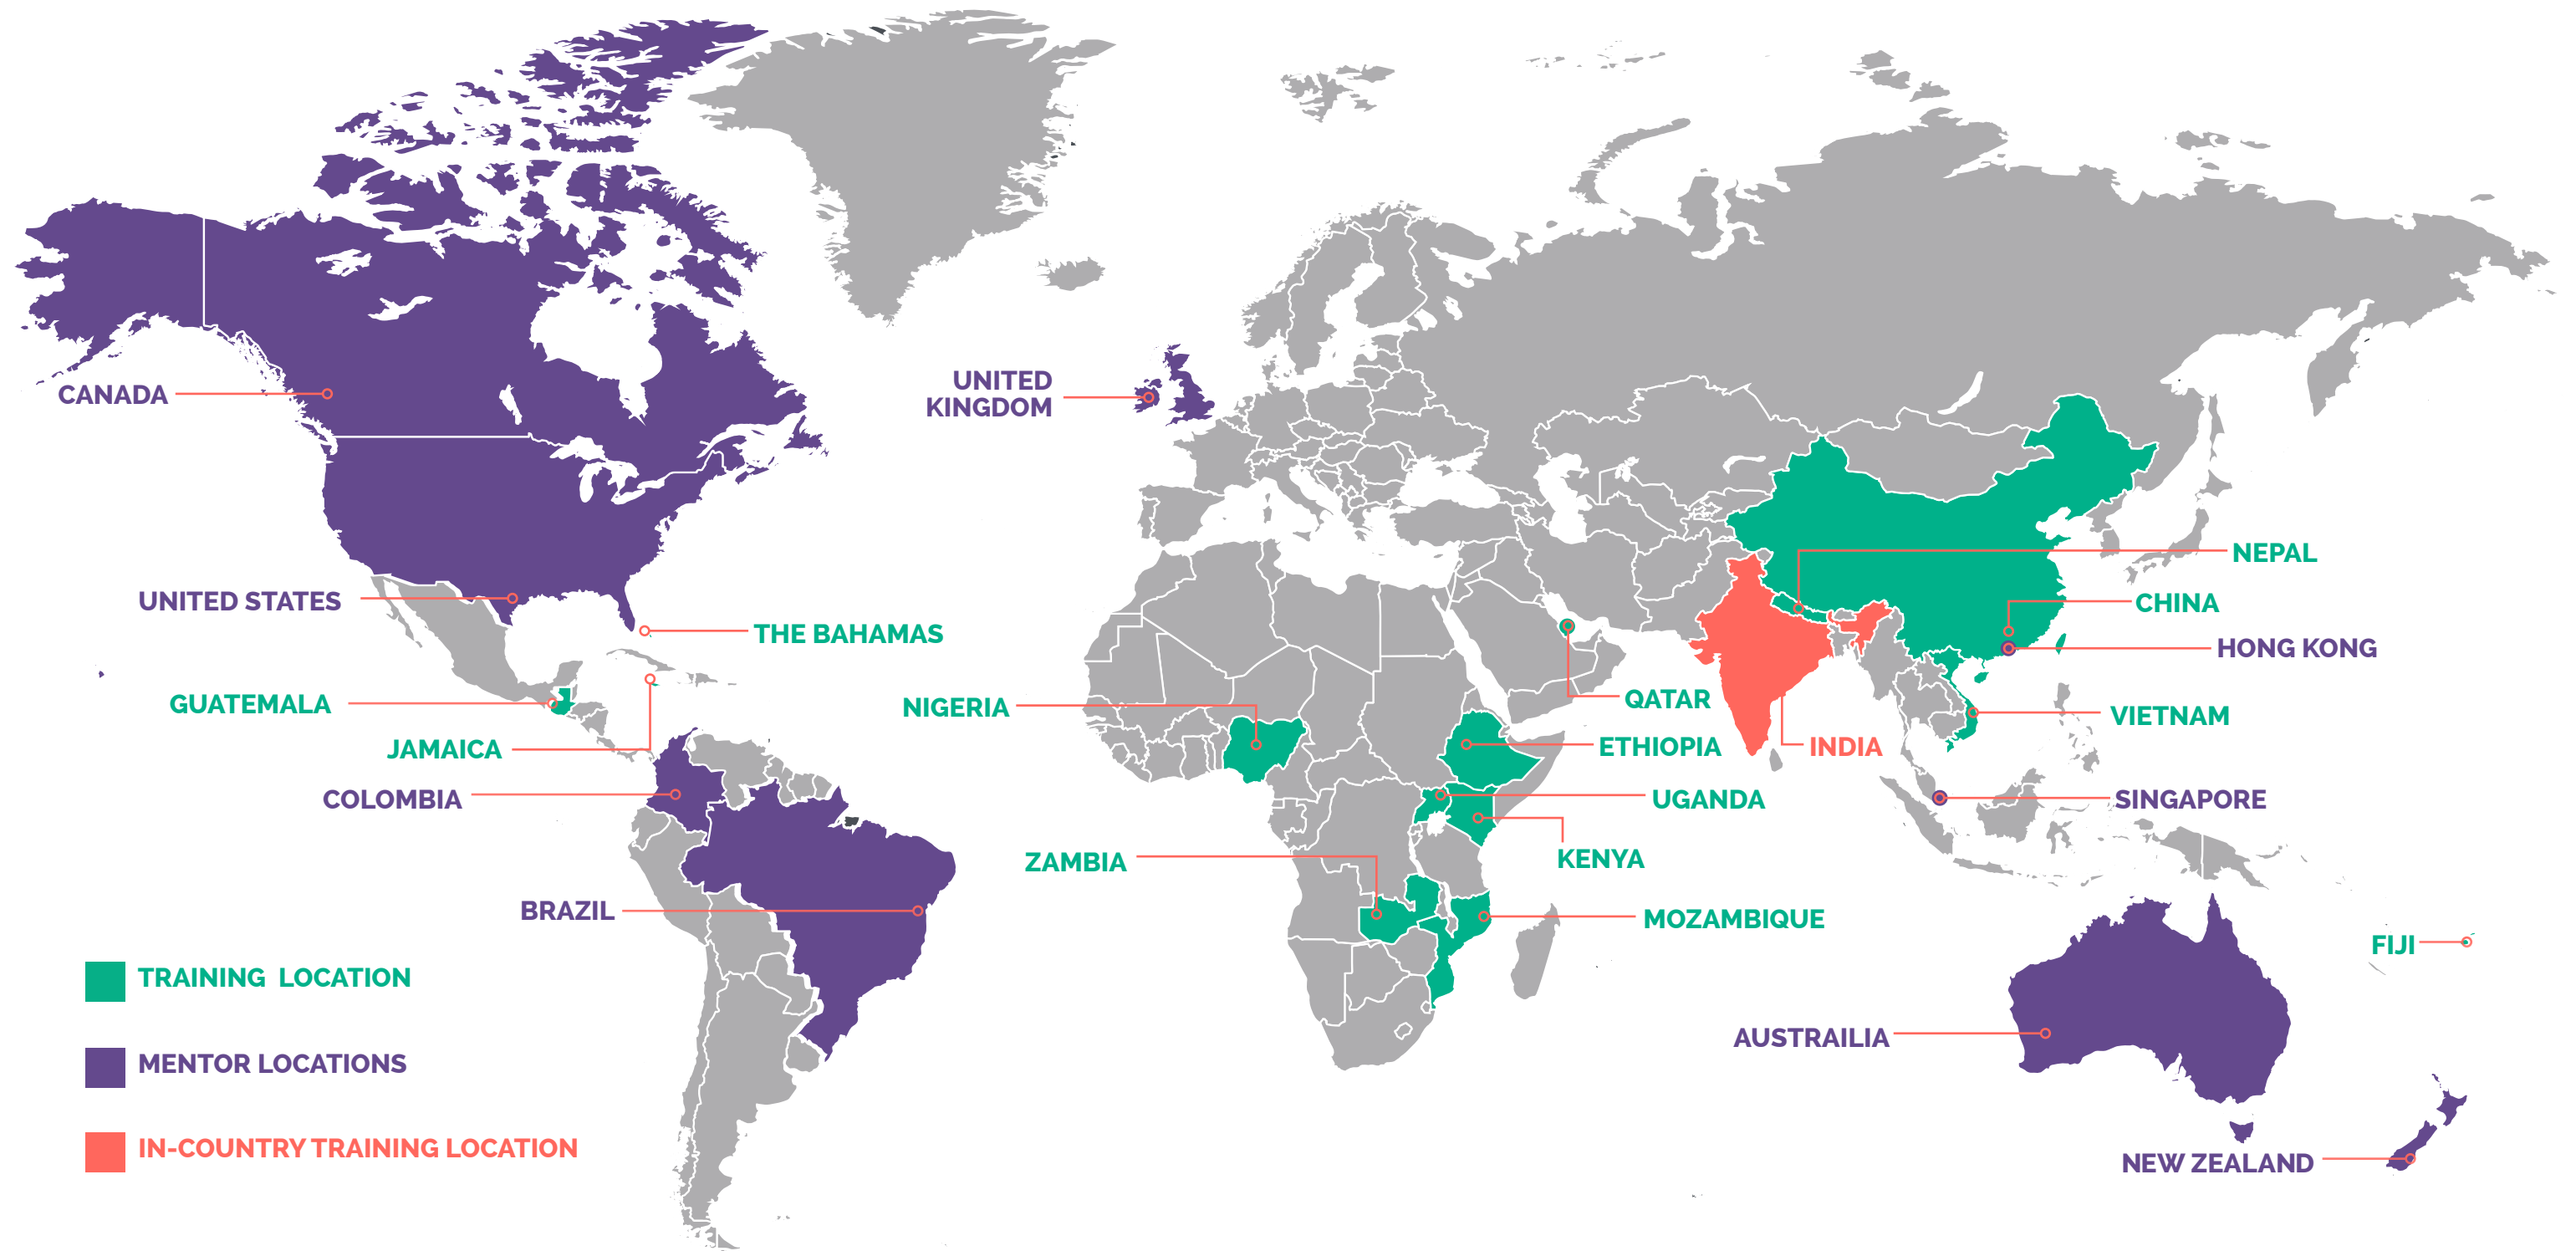 CANADA
UNITED
KINGDOM
NEPAL
UNITED STATES
CHINA
THE BAHAMAS
HONG KONG
GUATEMALA
NIGERIA
QATAR
VIETNAM
JAMAICA
ETHIOPIA
INDIA
COLOMBIA
UGANDA
SINGAPORE
ZAMBIA
KENYA
BRAZIL
MOZAMBIQUE
FIJI
TRAINING LOCATION
AUSTRAILIA
MENTOR LOCATIONS
IN-COUNTRY TRAINING LOCATION
NEW ZEALAND